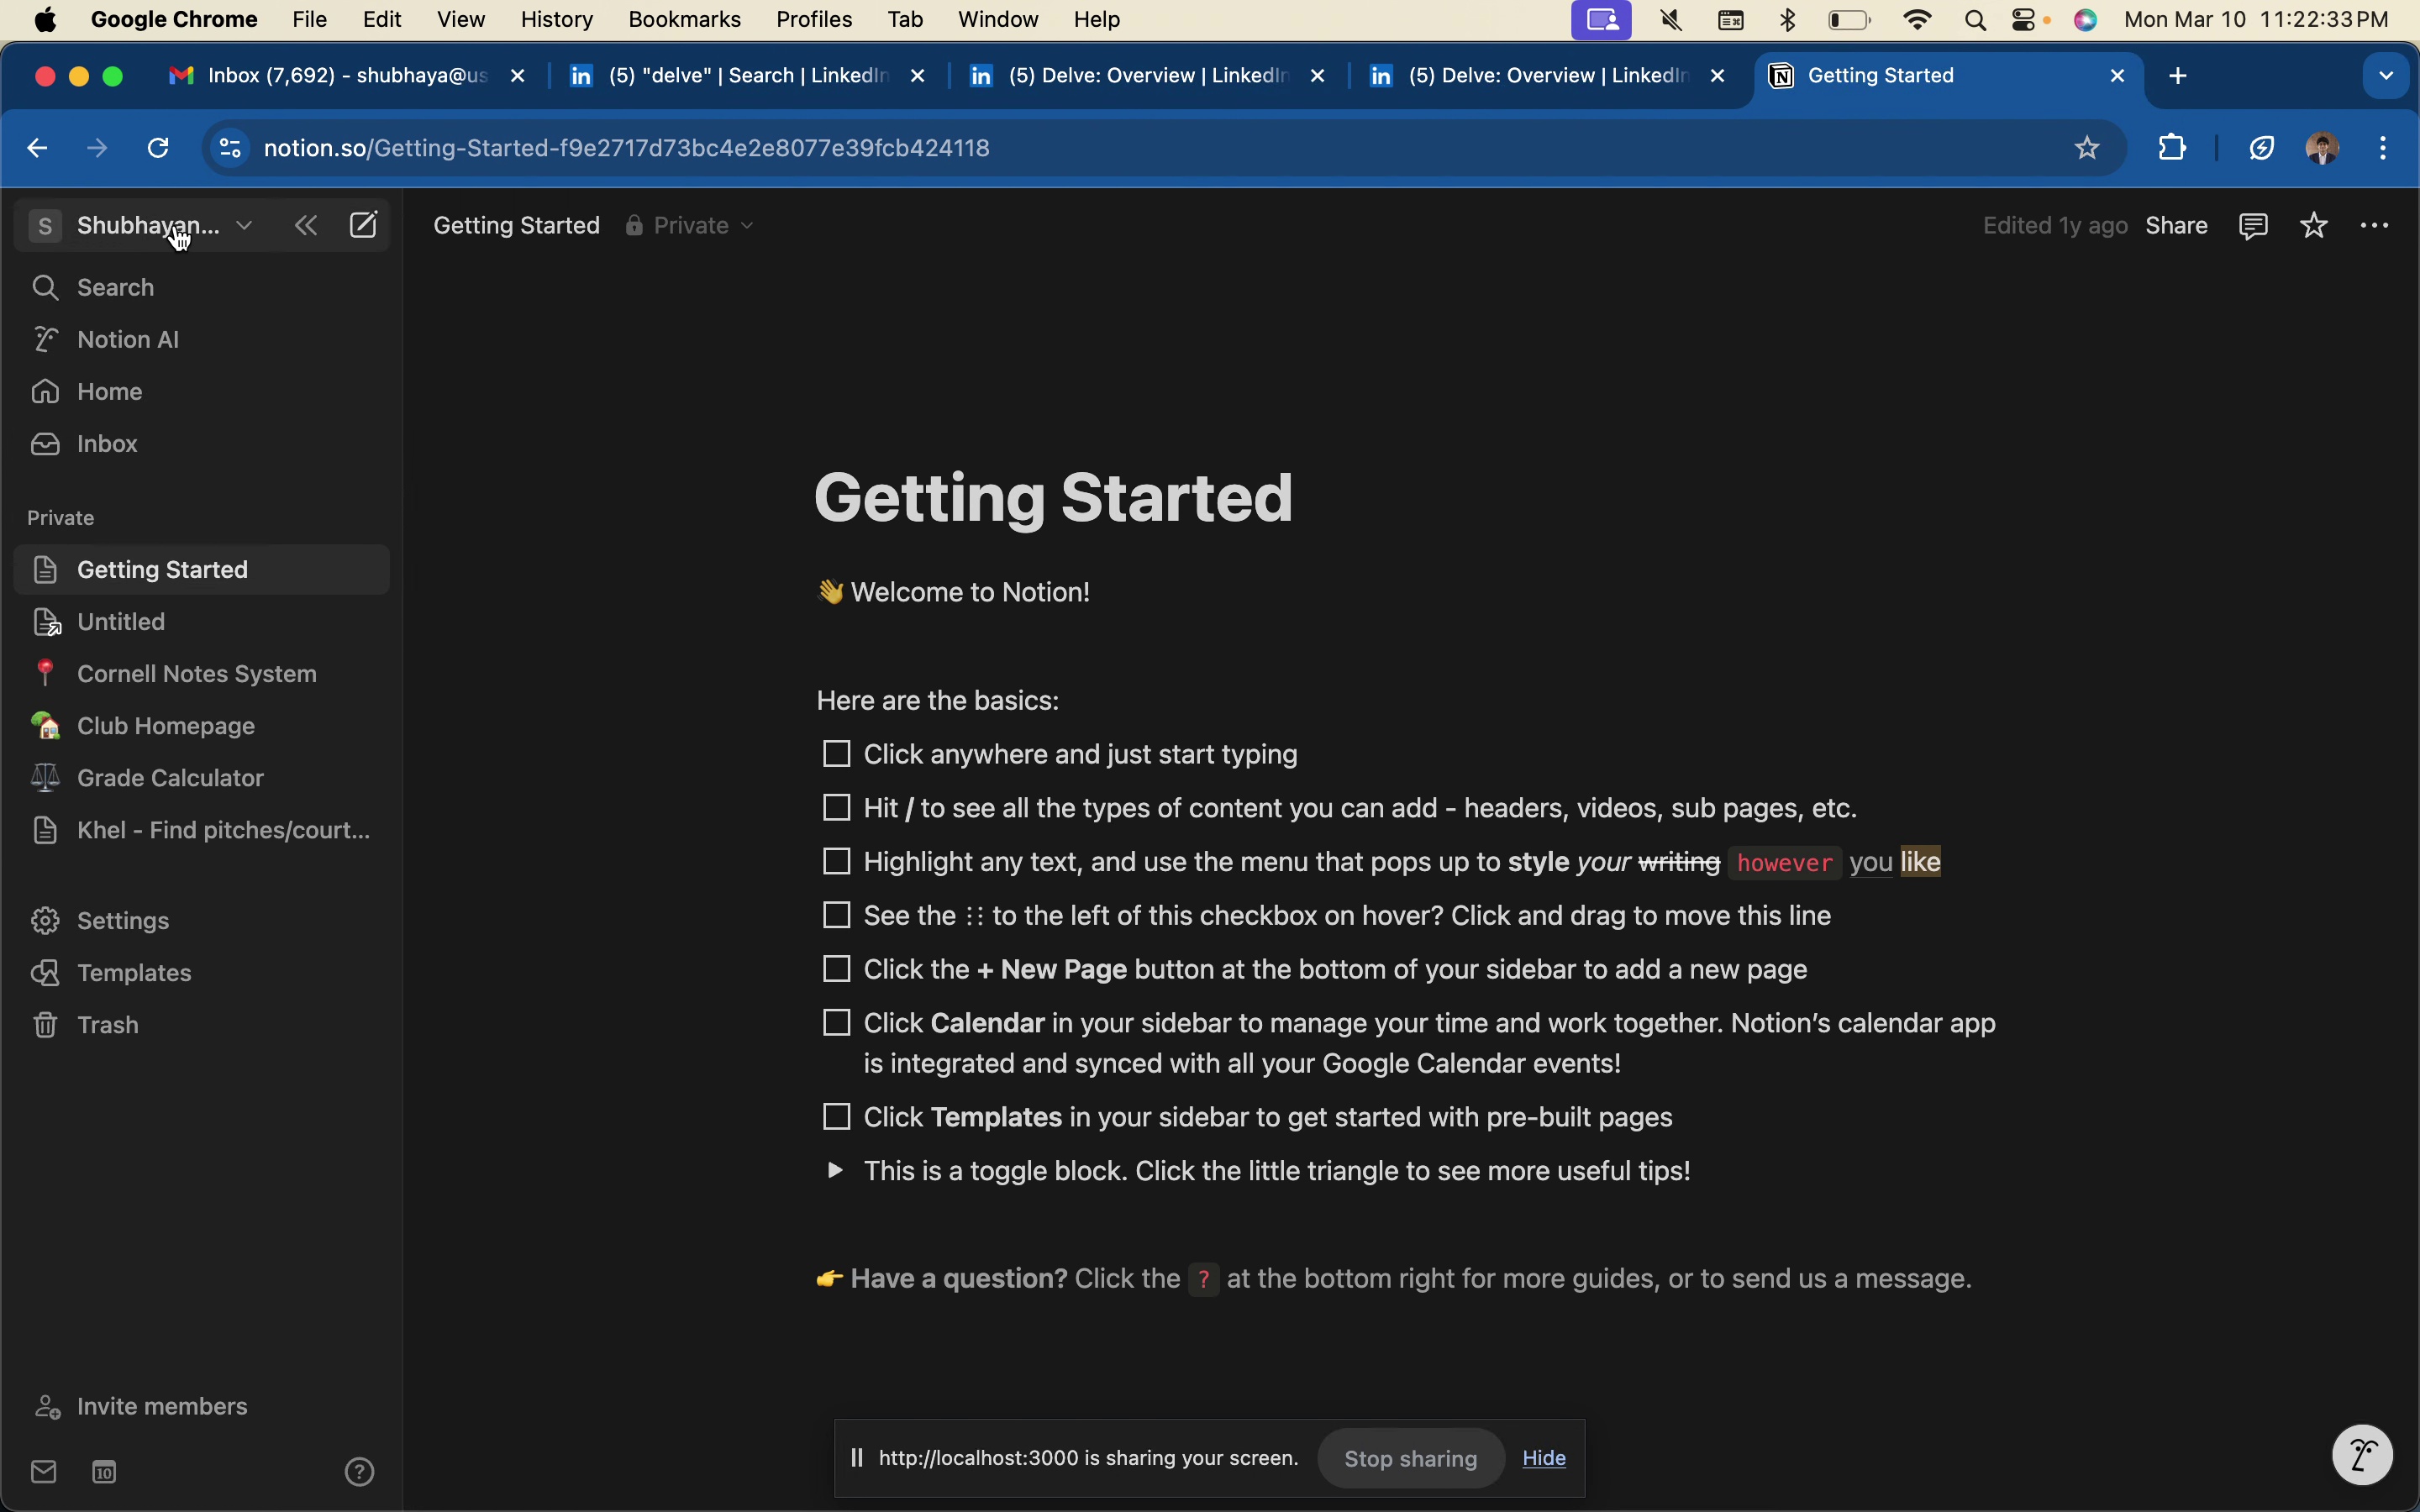 Google Chrome File Edit View History Bookmarks Profiles Tab Window Help Mon Mar 10 11:22:33 PM
Inbox (7,692) - shubhaya@us (5) "delve" | Search | LinkedIn (5) Delve: Overview | LinkedIn (5) Delve: Overview | LinkedIn Getting Started
notion.so/Getting-Started-f9e2717d73bc4e2e8077e39fcb424118
S Shubhayan...
Getting Started Private Edited 1y ago Share
Search
Notion AI
Home
Inbox
Private
Getting Started
Untitled
Cornell Notes System
Club Homepage
Grade Calculator
Khel - Find pitches/court...
Settings
Templates
Trash
Invite members
10
Getting Started
👋 Welcome to Notion!
Here are the basics:
Click anywhere and just start typing
Hit / to see all the types of content you can add - headers, videos, sub pages, etc.
Highlight any text, and use the menu that pops up to style your writing however you like
See the ⋮⋮ to the left of this checkbox on hover? Click and drag to move this line
Click the + New Page button at the bottom of your sidebar to add a new page
Click Calendar in your sidebar to manage your time and work together. Notion's calendar app
is integrated and synced with all your Google Calendar events!
Click Templates in your sidebar to get started with pre-built pages
This is a toggle block. Click the little triangle to see more useful tips!
👉 Have a question? Click the ? at the bottom right for more guides, or to send us a message.
http://localhost:3000 is sharing your screen. Stop sharing Hide